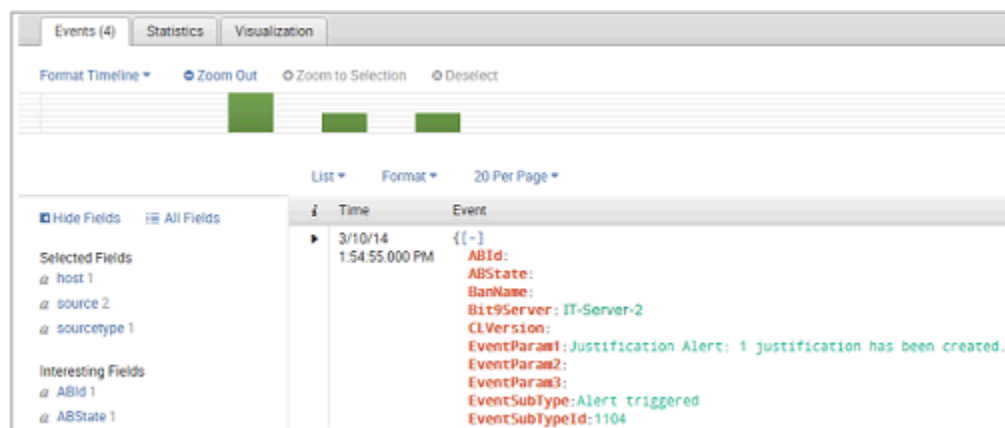 Events (4) Statistics Visualization
Format Timeline Zoom Out Zoom to Selection Deselect
List Format 20 Per Page
Hide Fields All Fields
i Time Event
Selected Fields
a host 1
a source 2
a sourcetype 1
Interesting Fields
a ABId 1
a ABState 1
3/10/14
1:54:55.000 PM
{[-]
ABId:
ABState:
BanName:
Bit9Server: IT-Server-2
CLVersion:
EventParam1:Justification Alert: 1 justification has been created.
EventParam2:
EventParam3:
EventSubType:Alert triggered
EventSubTypeId:1104